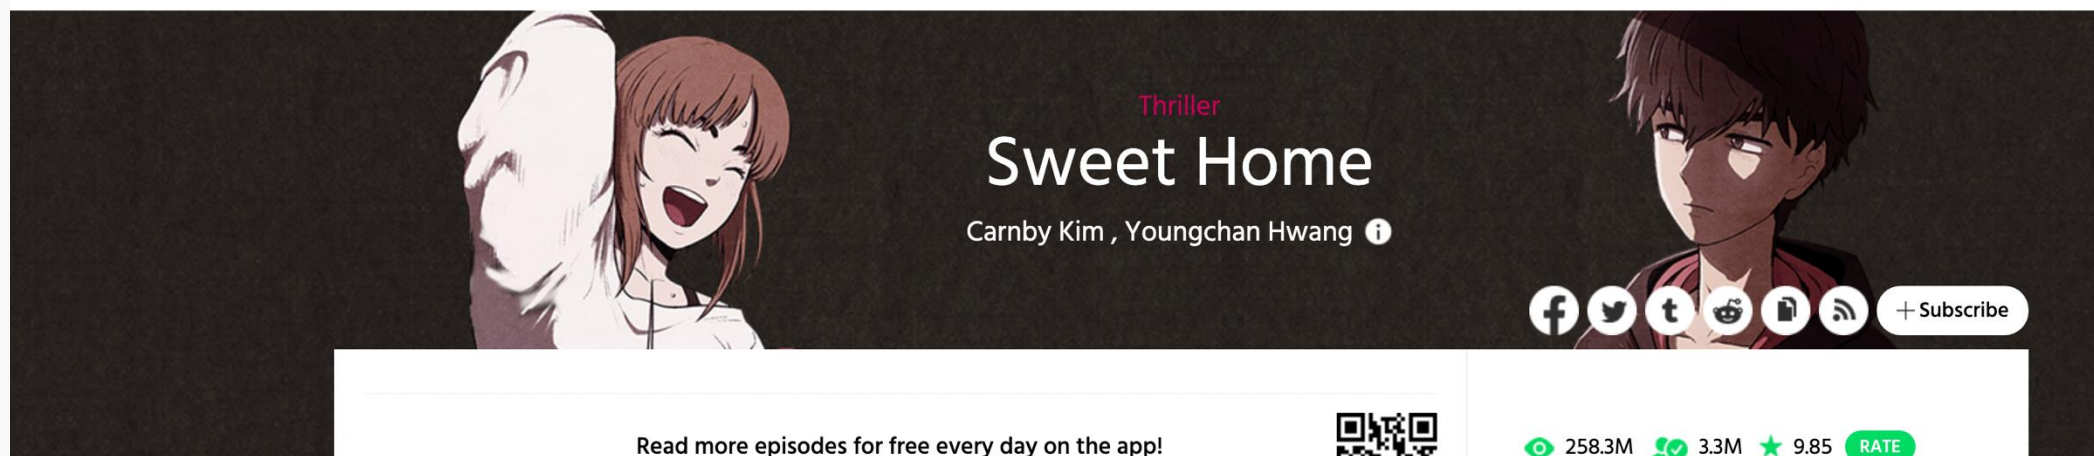 Thriller
Sweet Home
Carnby Kim , Youngchan Hwang i
+Subscribe
Read more episodes for free every day on the app!
258.3M 3.3M 9.85 RATE